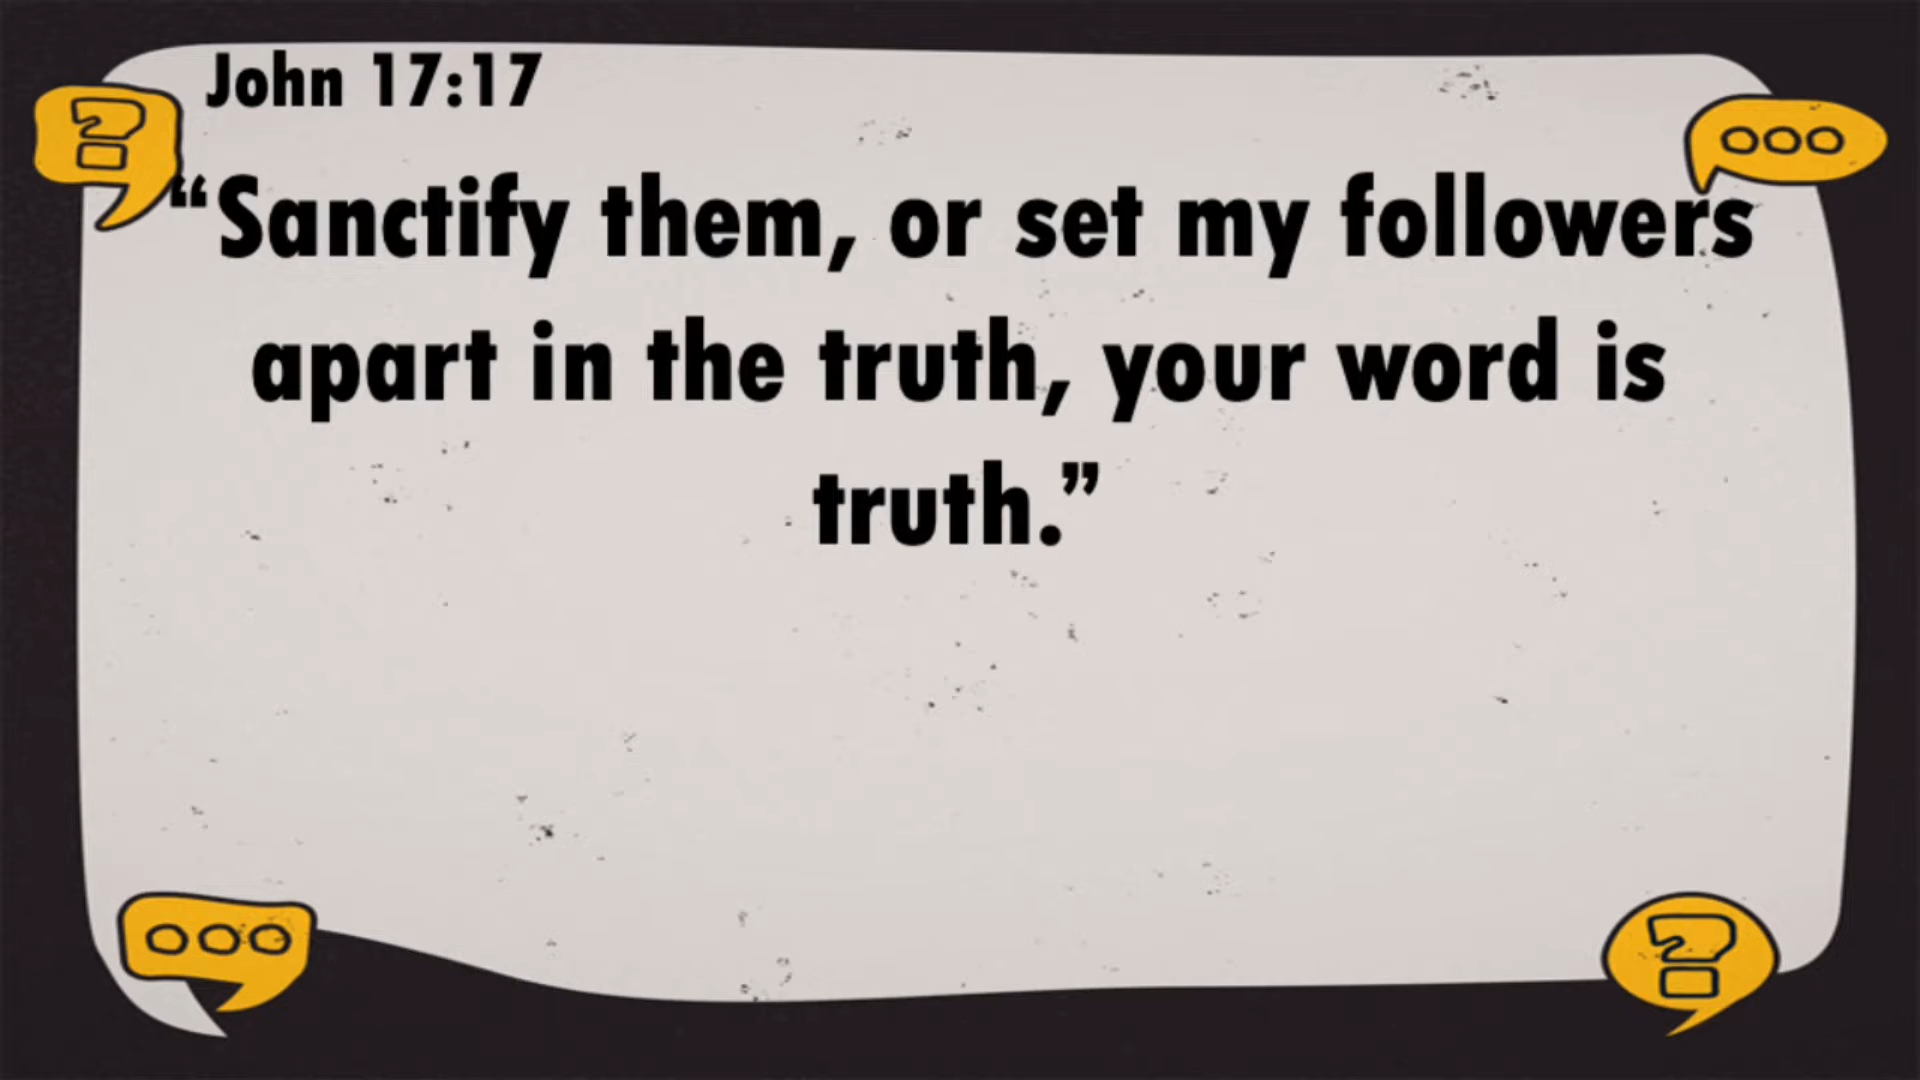 John 17:17
“Sanctify them, or set my followers
apart in the truth, your word is
truth.”